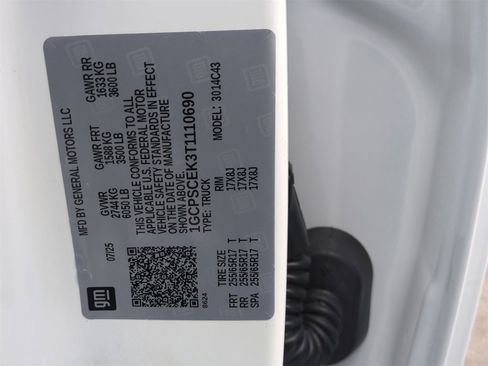 MFD BY GENERAL MOTORS LLC
07/25
GVWR
2744 KG
6050 LB
GAWR FRT
1588 KG
3500 LB
GAWR RR
1633 KG
3600 LB
THIS VEHICLE CONFORMS TO ALL
APPLICABLE U.S. FEDERAL MOTOR
VEHICLE SAFETY STANDARDS IN EFFECT
ON THE DATE OF MANUFACTURE
SHOWN ABOVE.
1GCPSCEK3T1110690
TYPE: TRUCK
MODEL: 3014C43
TIRE SIZE RIM
FRT 255/65R17 T 17X8J
RR 255/65R17 T 17X8J
SPA 255/65R17 T 17X8J
gm
8624